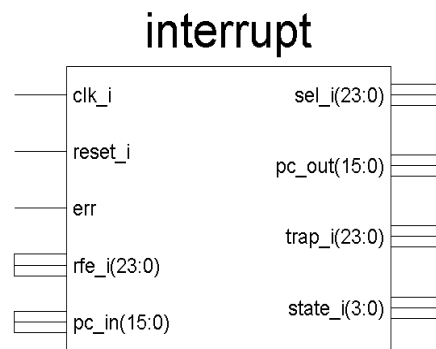 interrupt
clk_i
reset_i
err
rfe_i(23:0)
pc_in(15:0)
sel_i(23:0)
pc_out(15:0)
trap_i(23:0)
state_i(3:0)